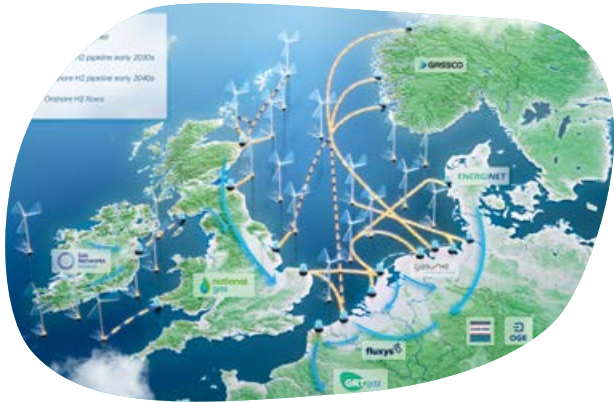 H2 pipeline early 2030s
shore H2 pipeline early 2040s
Onshore H2 flows
GASSCO
ENERGINET
Gas
Networks
gasunie
national
gas
OGE
fluxys
GRTgaz